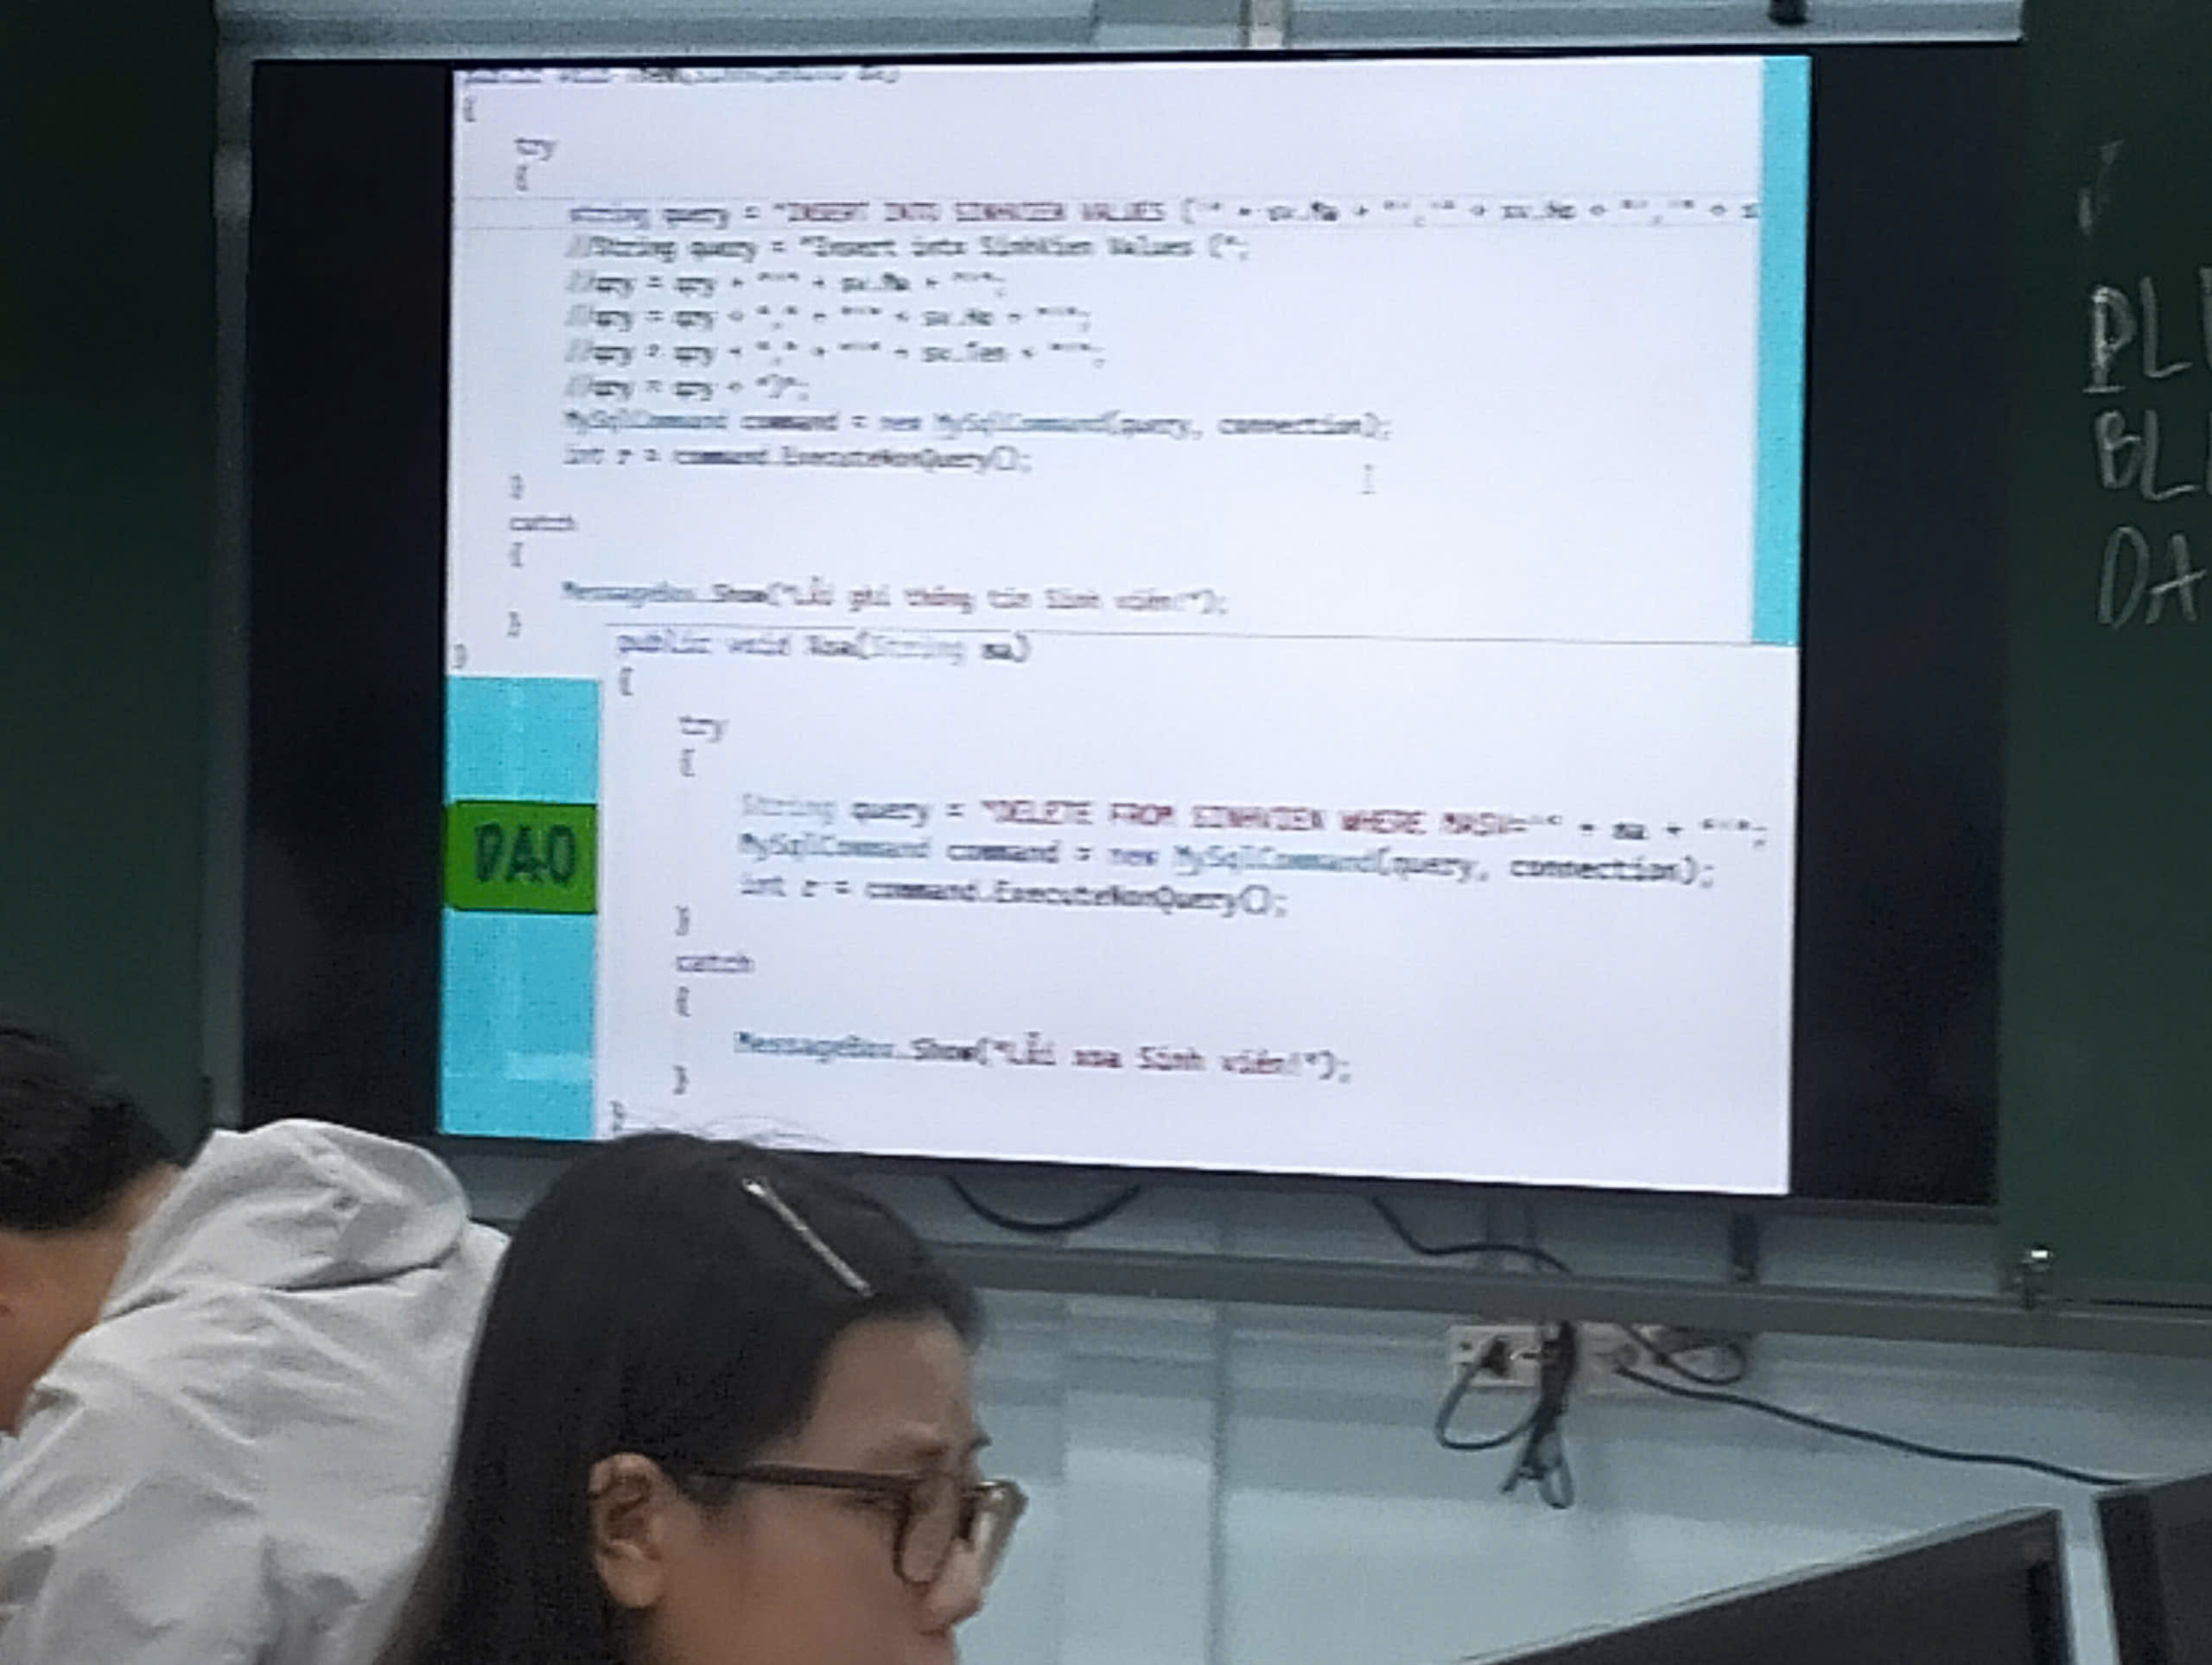 public void
{
try
{
string query = "INSERT INTO SINHVIEN VALUES ('" + sv.Ma + "','" + sv.Ho + "','" +
//String query = "Insert into SinhVien Values (";
//qry = qry + "'" + sv.Ma + "'";
//qry = qry + "," + "'" + sv.Ho + "'";
//qry = qry + "," + "'" + sv.Ten + "'";
//qry = qry + ")";
MySqlCommand command = new MySqlCommand(query, connection);
int r = command.ExecuteNonQuery();
}
catch
{
MessageBox.Show("Lỗi ghi thông tin Sinh viên!");
}
}
public void Xoa(String ma)
{
try
{
String query = "DELETE FROM SINHVIEN WHERE MASV='" + ma + "'";
MySqlCommand command = new MySqlCommand(query, connection);
int r = command.ExecuteNonQuery();
}
catch
{
MessageBox.Show("Lỗi xoa Sinh viên!");
}
}
DAO
PL
BL
DA